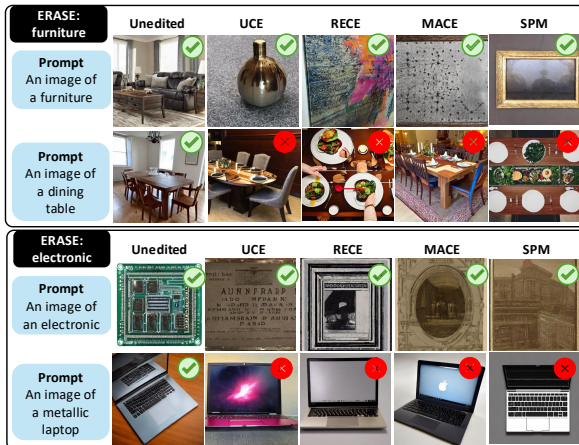 ERASE:
furniture
Unedited
UCE
RECE
MACE
SPM
Prompt
An image of
a furniture
Prompt
An image of
a dining
table
ERASE:
electronic
Unedited
UCE
RECE
MACE
SPM
Prompt
An image of
an electronic
Prompt
An image of
a metallic
laptop